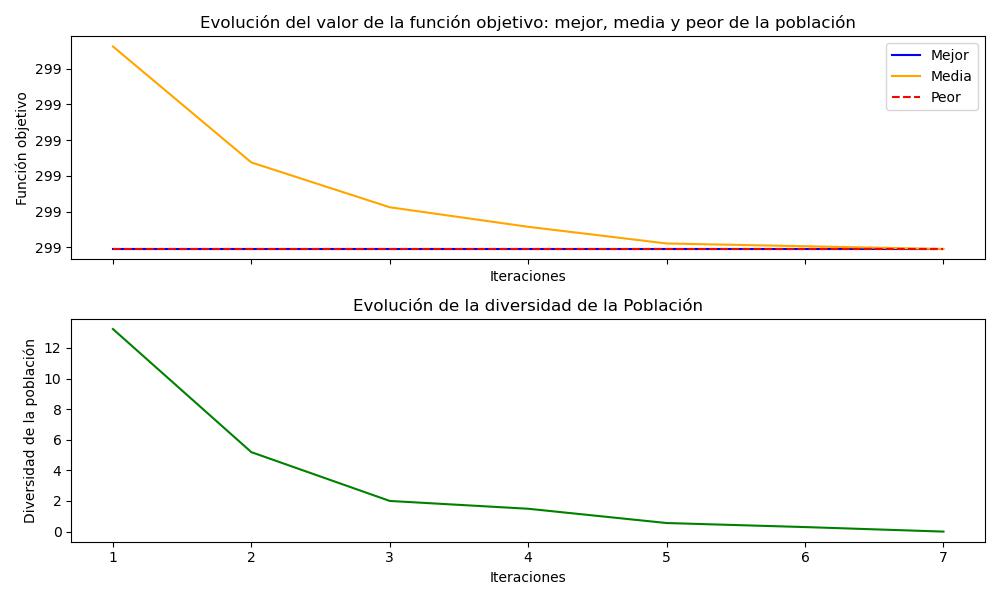 Evolución del valor de la función objetivo: mejor, media y peor de la población
Mejor
Media
Peor
299
299
299
299
299
299
Función objetivo
Iteraciones
Evolución de la diversidad de la Población
12
10
8
6
4
2
0
Diversidad de la población
1 2 3 4 5 6 7
Iteraciones